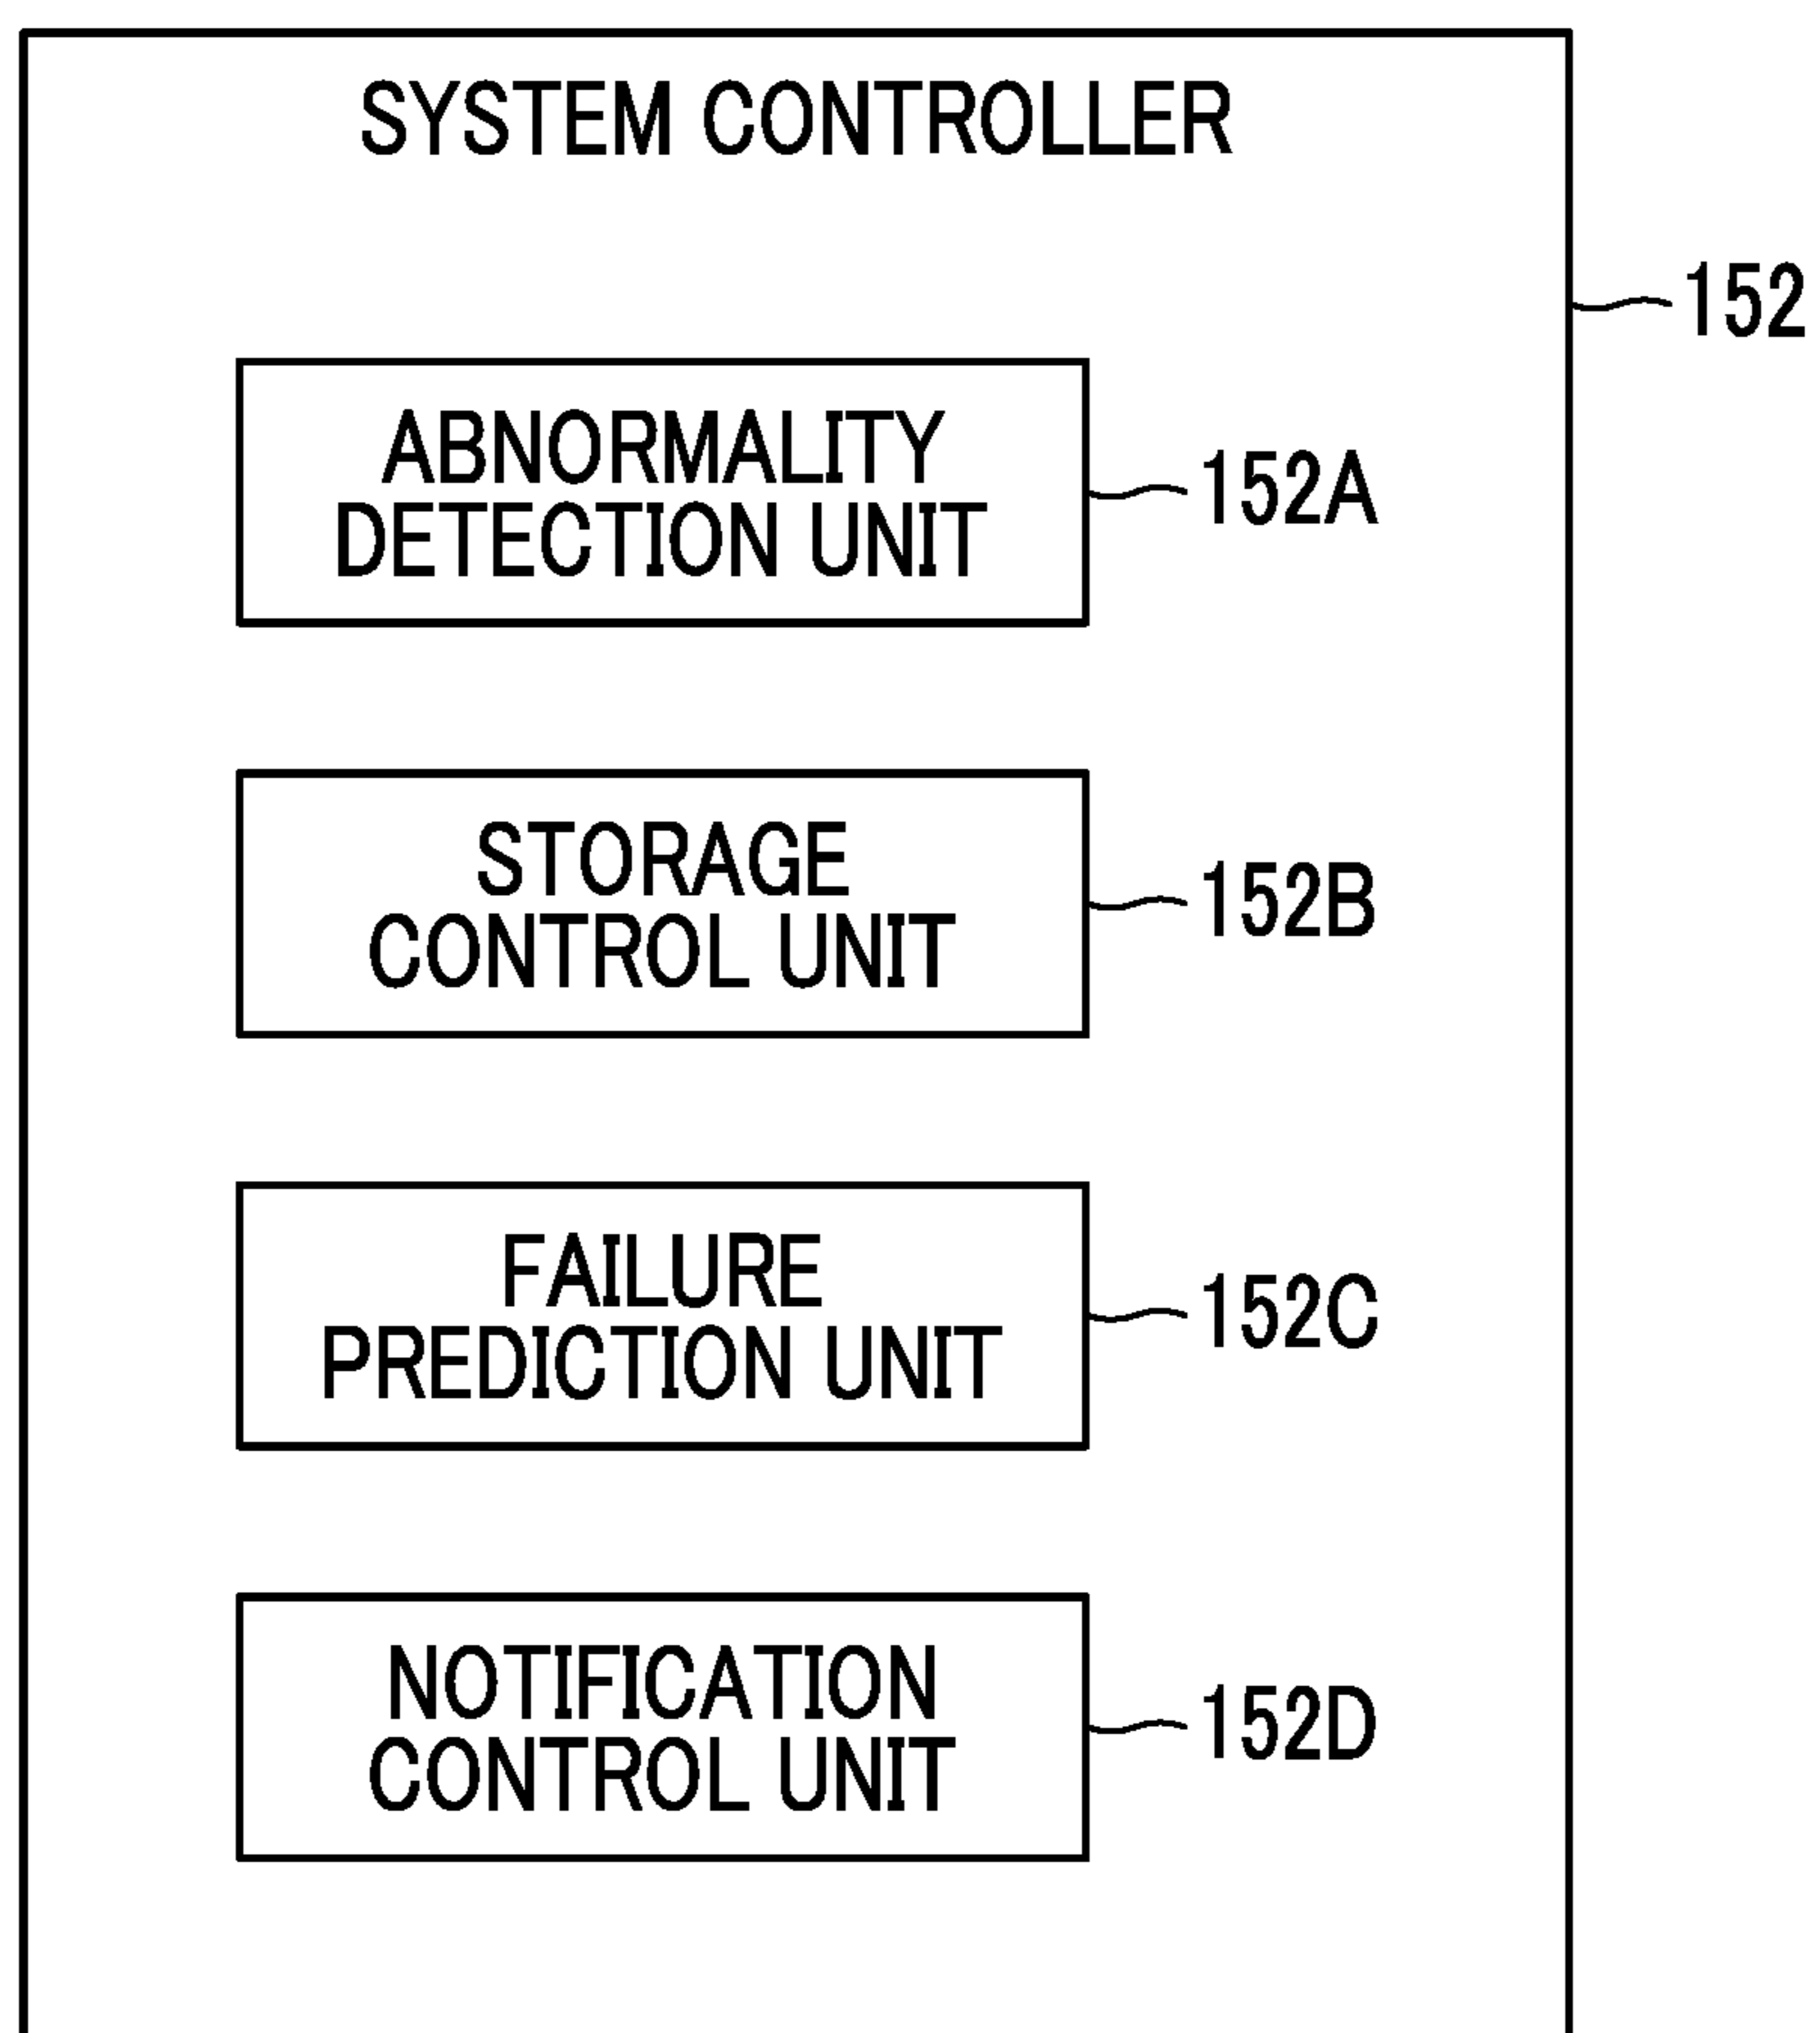 SYSTEM CONTROLLER
152
ABNORMALITY
DETECTION UNIT
152A
STORAGE
CONTROL UNIT
152B
FAILURE
PREDICTION UNIT
152C
NOTIFICATION
CONTROL UNIT
152D